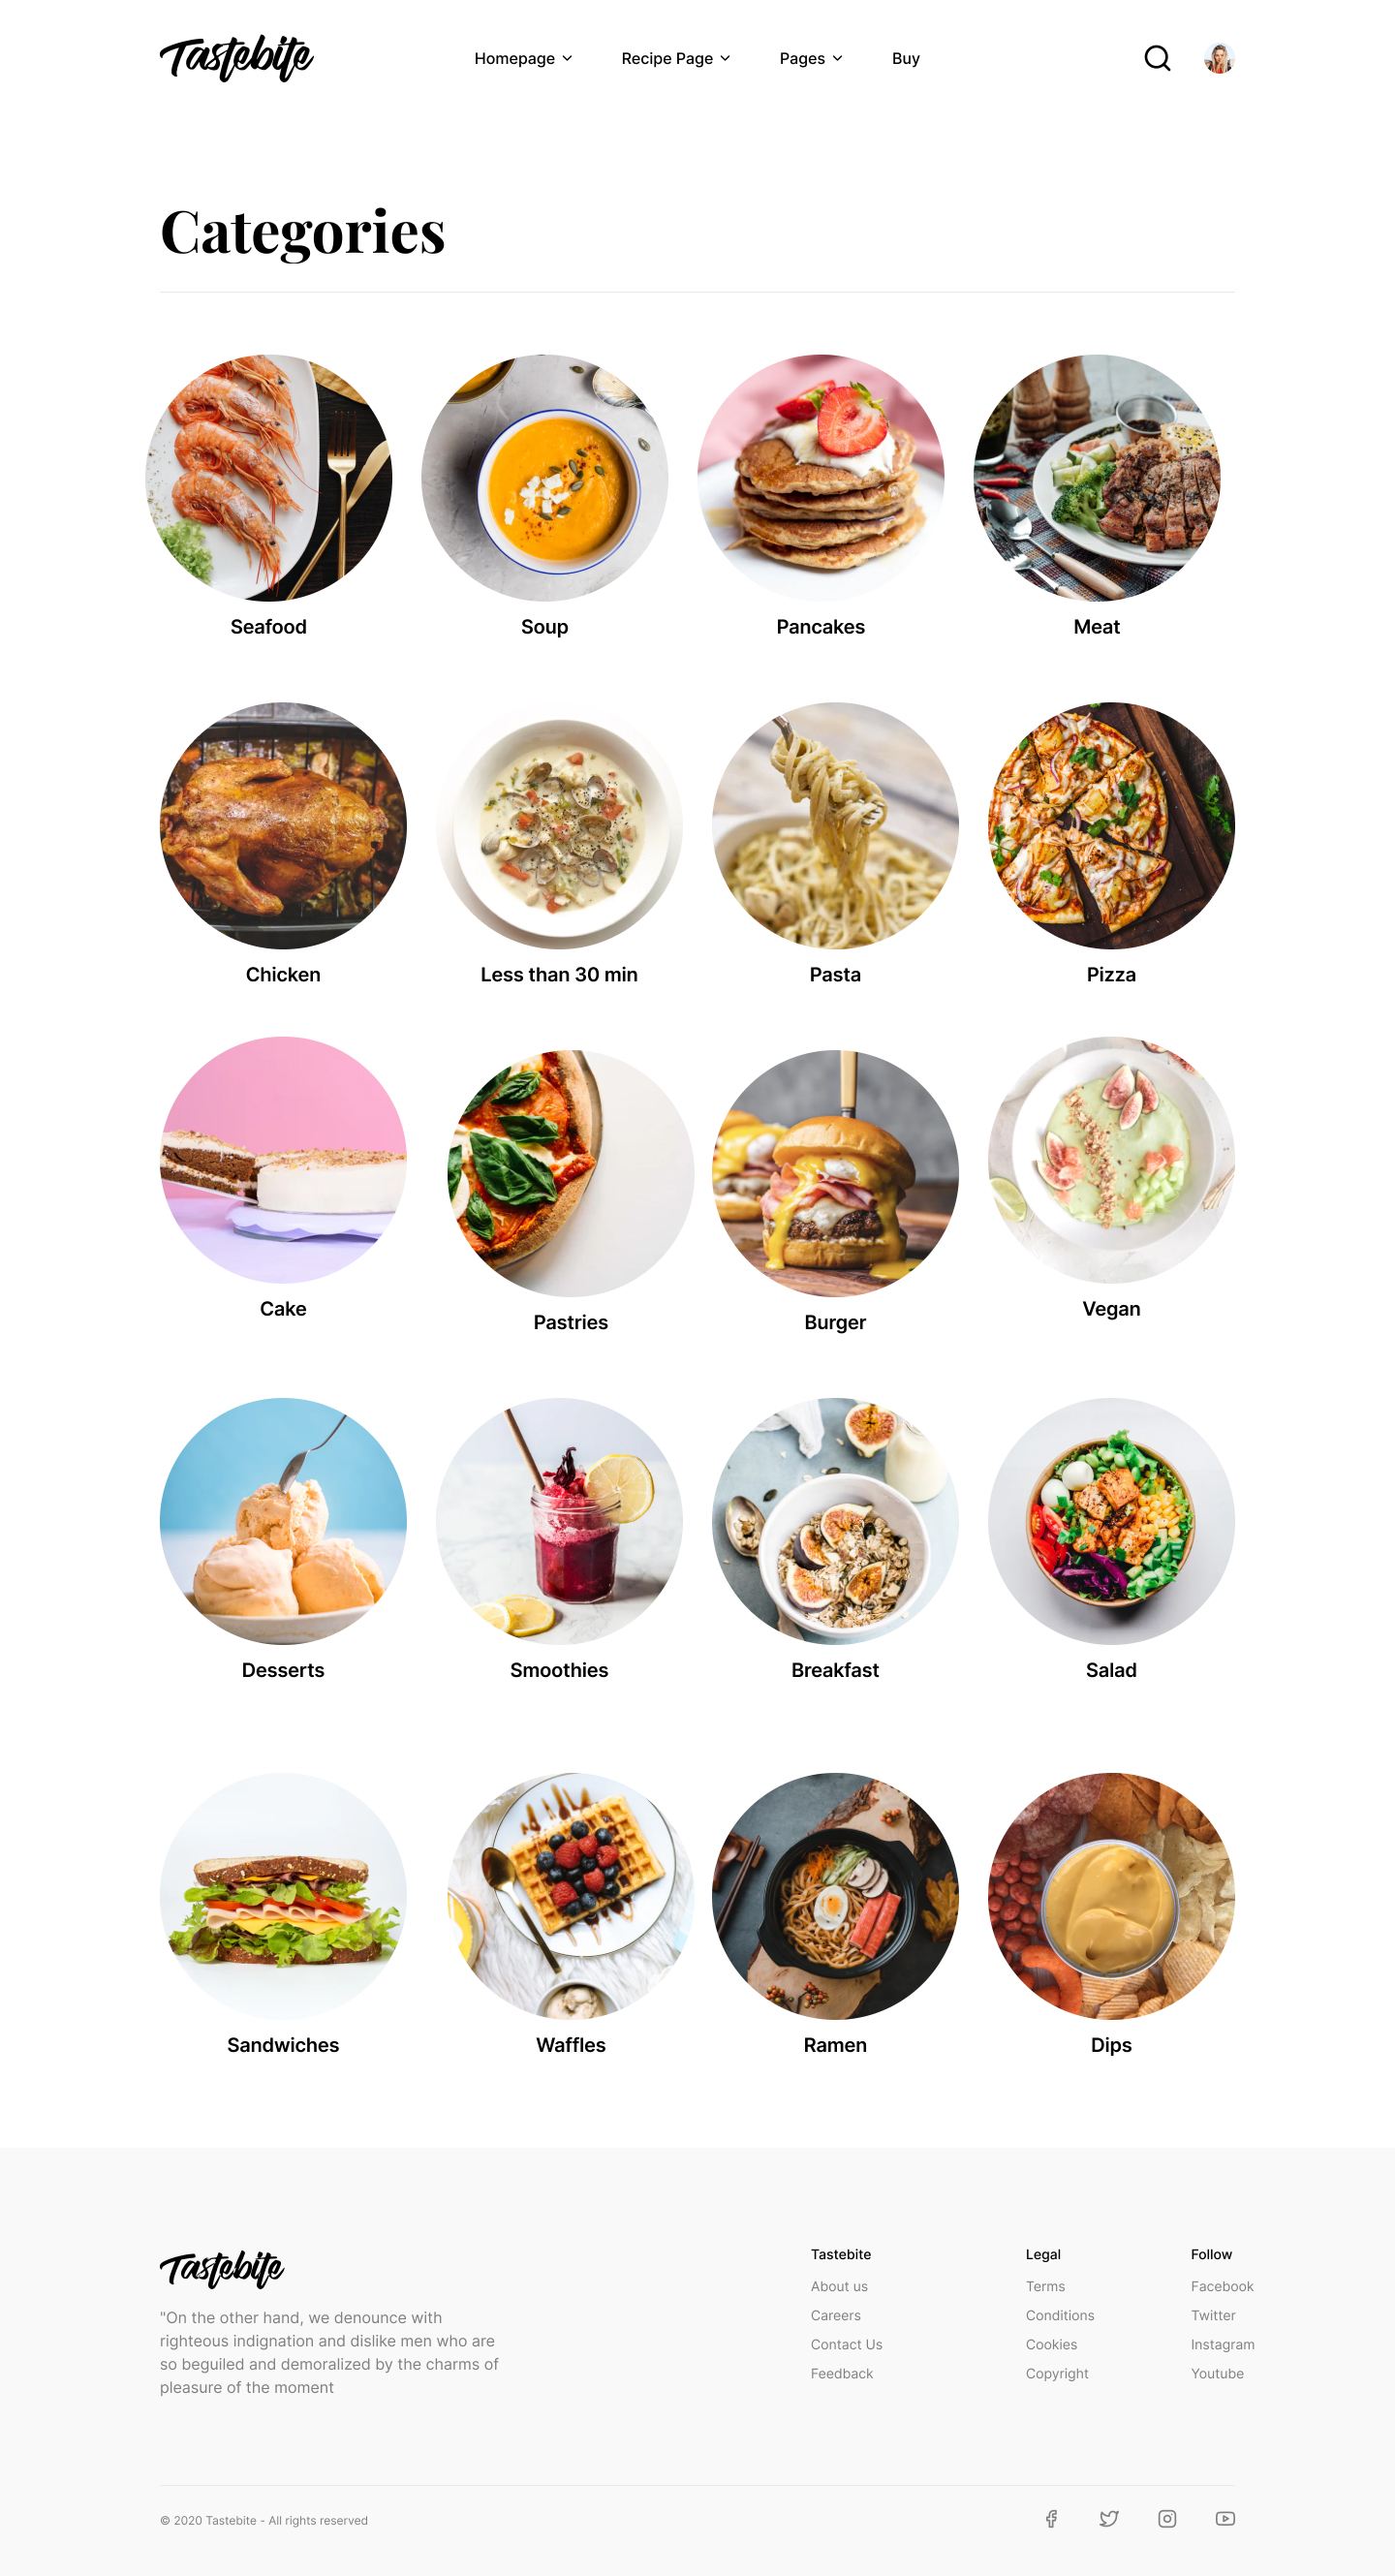 Tastebite
Homepage
Recipe Page
Pages
Buy
Categories
Seafood
Soup
Pancakes
Meat
Chicken
Less than 30 min
Pasta
Pizza
Cake
Pastries
Burger
Vegan
Desserts
Smoothies
Breakfast
Salad
Sandwiches
Waffles
Ramen
Dips
Tastebite
"On the other hand, we denounce with
righteous indignation and dislike men who are
so beguiled and demoralized by the charms of
pleasure of the moment
Tastebite
About us
Careers
Contact Us
Feedback
Legal
Terms
Conditions
Cookies
Copyright
Follow
Facebook
Twitter
Instagram
Youtube
© 2020 Tastebite - All rights reserved